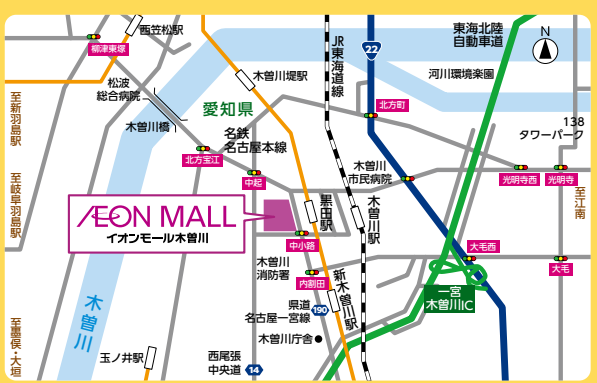 西笠松駅
柳津東塚
松波
総合病院
木曽川橋
至新羽島駅
至岐阜羽島駅
至墨俣・大垣
木曽川堤駅
愛知県
名鉄
名古屋本線
北方宝江
中起
JR東海道線
22
東海北陸
自動車道
N
河川環境楽園
北方町
138
タワーパーク
木曽川
市民病院
光明寺西
光明寺
至江南
ÆON MALL
イオンモール木曽川
黒田駅
木曽川駅
中小路
木曽川
消防署
内割田
新木曽川駅
大毛西
大毛
一宮
木曽川IC
木曽川
県道
名古屋一宮線
190
木曽川庁舎
玉ノ井駅
西尾張
中央道
14